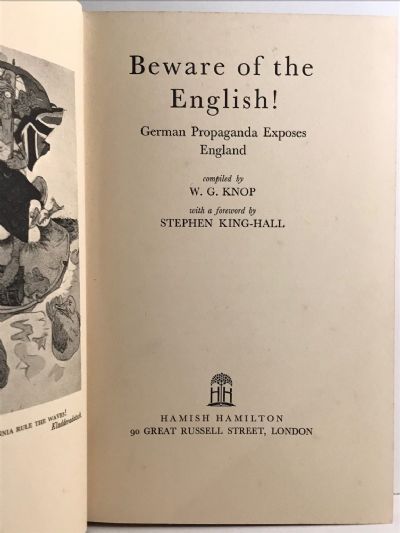 NIA RULE THE WAVES!
Kladderadatsch.
Beware of the
English!
German Propaganda Exposes
England
compiled by
W. G. KNOP
with a foreword by
STEPHEN KING-HALL
HH
HAMISH HAMILTON
90 GREAT RUSSELL STREET, LONDON